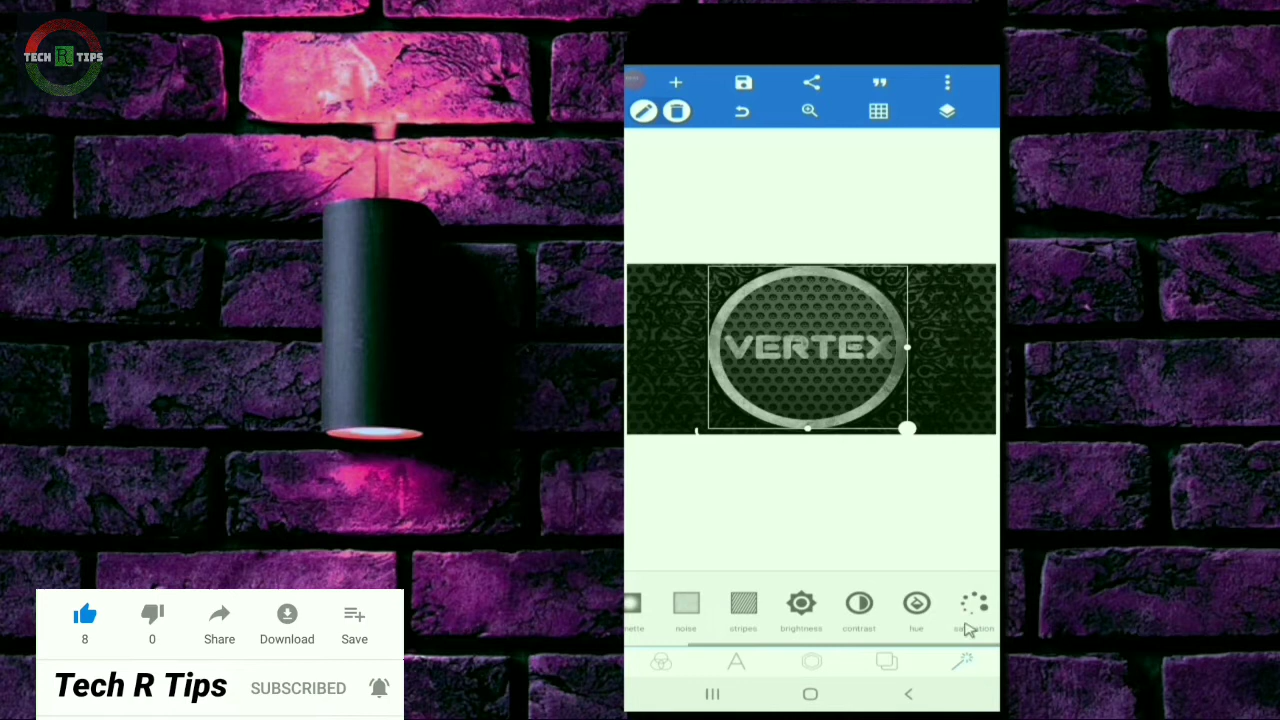 TECH R TIPS
VERTEX
noise stripes brightness contrast hue
8 0 Share Download Save
Tech R Tips SUBSCRIBED